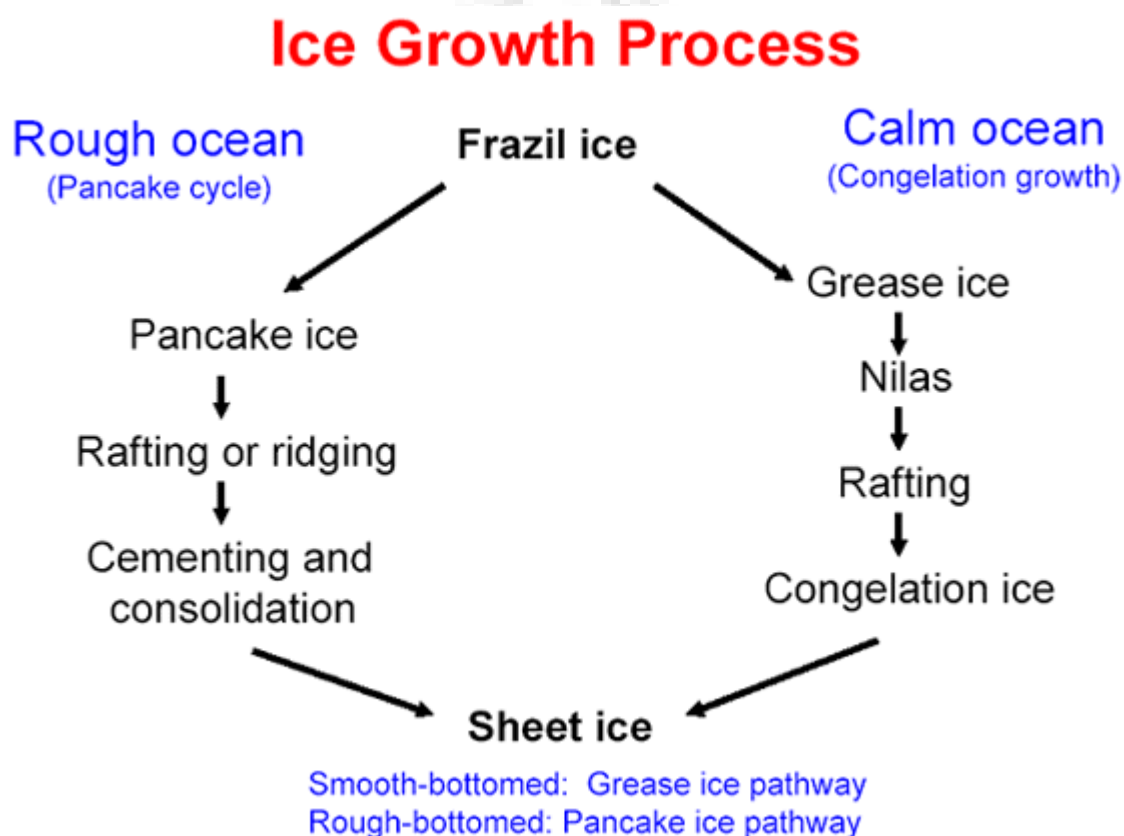 Ice Growth Process
Rough ocean
(Pancake cycle)
Frazil ice
Calm ocean
(Congelation growth)
Pancake ice
Rafting or ridging
Cementing and
consolidation
Grease ice
Nilas
Rafting
Congelation ice
Sheet ice
Smooth-bottomed: Grease ice pathway
Rough-bottomed: Pancake ice pathway